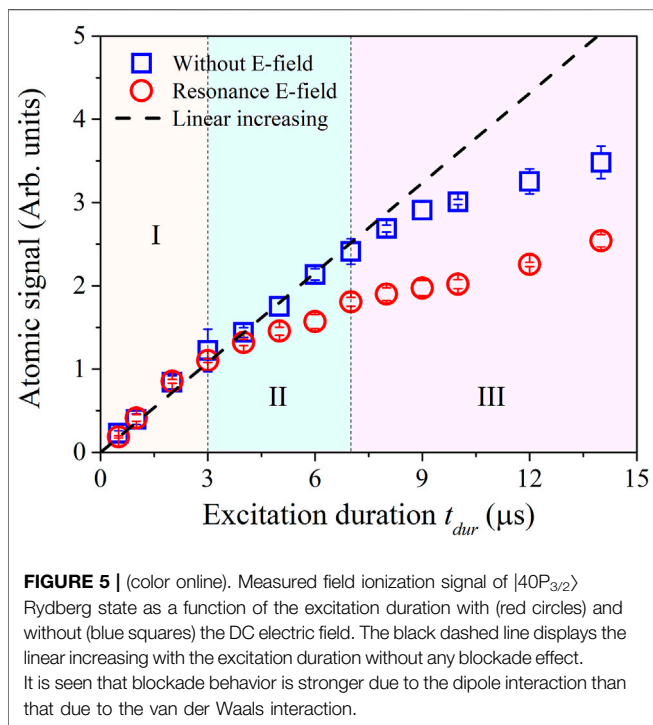 5
4
3
2
1
0
Atomic signal (Arb. units)
Without E-field
Resonance E-field
Linear increasing
I
II
III
0 3 6 9 12 15
Excitation duration t_dur (μs)
FIGURE 5 | (color online). Measured field ionization signal of |40P3/2⟩
Rydberg state as a function of the excitation duration with (red circles) and
without (blue squares) the DC electric field. The black dashed line displays the
linear increasing with the excitation duration without any blockade effect.
It is seen that blockade behavior is stronger due to the dipole interaction than
that due to the van der Waals interaction.